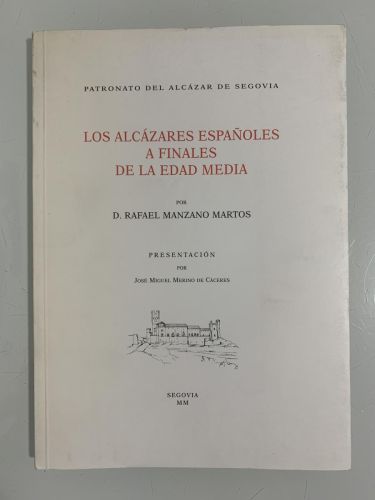 PATRONATO DEL ALCÁZAR DE SEGOVIA
LOS ALCÁZARES ESPAÑOLES
A FINALES
DE LA EDAD MEDIA
POR
D. RAFAEL MANZANO MARTOS
PRESENTACIÓN
POR
JOSÉ MIGUEL MERINO DE CÁCERES
SEGOVIA
MM